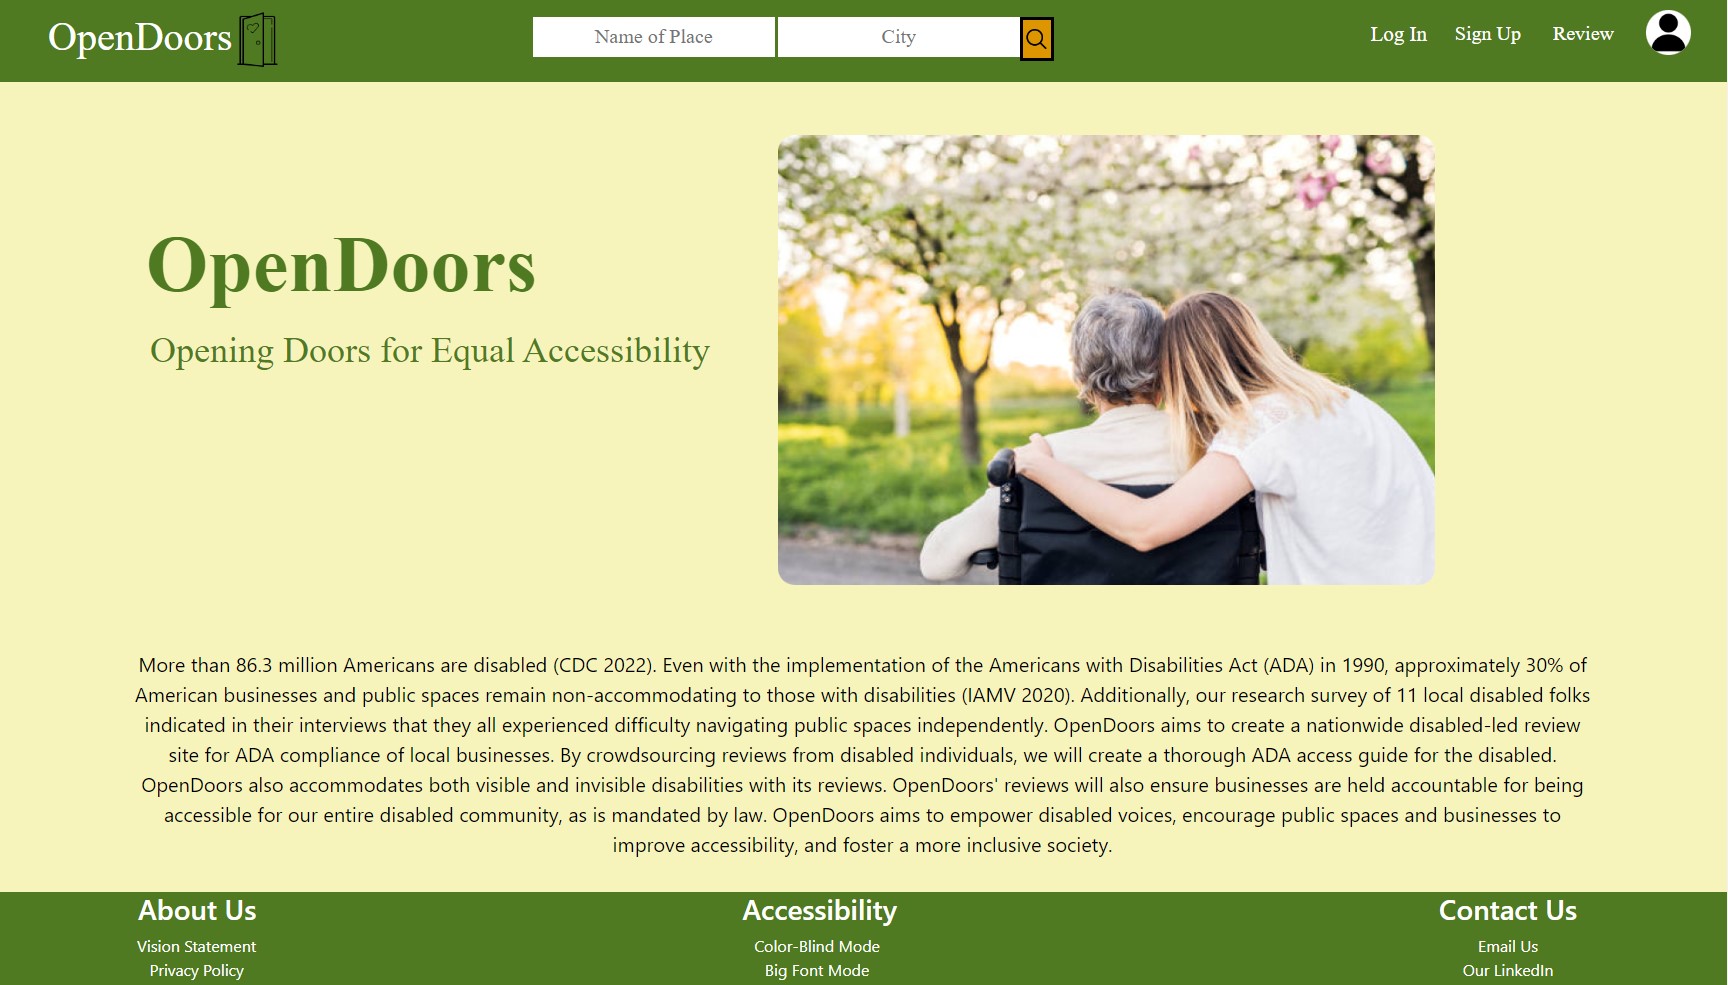 OpenDoors
Name of Place
City
Log In
Sign Up
Review
OpenDoors
Opening Doors for Equal Accessibility
More than 86.3 million Americans are disabled (CDC 2022). Even with the implementation of the Americans with Disabilities Act (ADA) in 1990, approximately 30% of
American businesses and public spaces remain non-accommodating to those with disabilities (IAMV 2020). Additionally, our research survey of 11 local disabled folks
indicated in their interviews that they all experienced difficulty navigating public spaces independently. OpenDoors aims to create a nationwide disabled-led review
site for ADA compliance of local businesses. By crowdsourcing reviews from disabled individuals, we will create a thorough ADA access guide for the disabled.
OpenDoors also accommodates both visible and invisible disabilities with its reviews. OpenDoors' reviews will also ensure businesses are held accountable for being
accessible for our entire disabled community, as is mandated by law. OpenDoors aims to empower disabled voices, encourage public spaces and businesses to
improve accessibility, and foster a more inclusive society.
About Us
Vision Statement
Privacy Policy
Accessibility
Color-Blind Mode
Big Font Mode
Contact Us
Email Us
Our LinkedIn